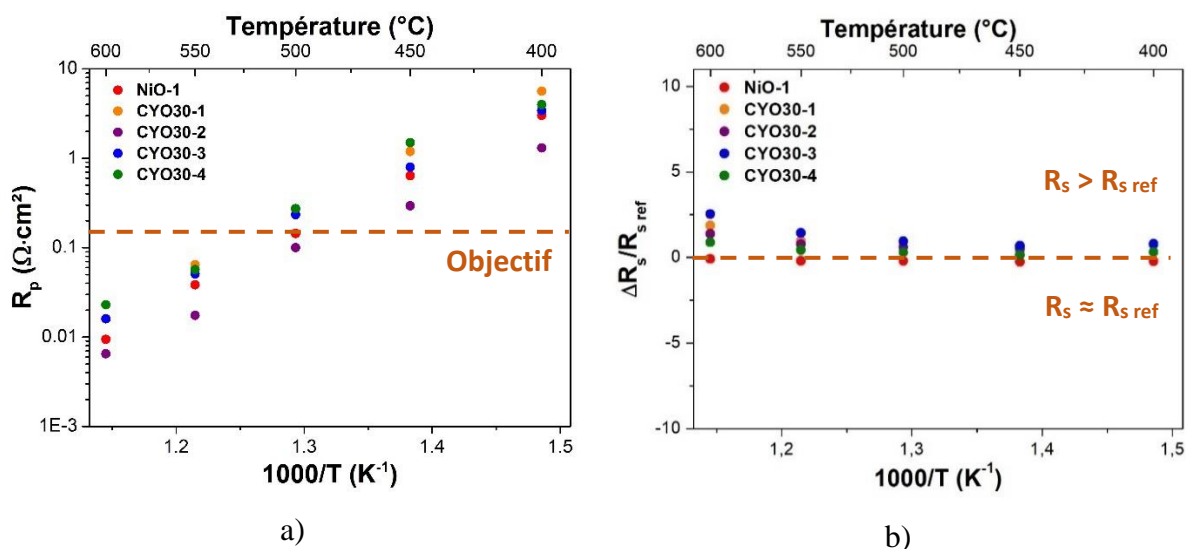 Température (°C)
600 550 500 450 400
10
1
0.1
0.01
1E-3
NiO-1
CYO30-1
CYO30-2
CYO30-3
CYO30-4
Objectif
Rp (Ω·cm²)
1.2 1.3 1.4 1.5
1000/T (K⁻¹)
a)
Température (°C)
600 550 500 450 400
10
5
0
-5
-10
NiO-1
CYO30-1
CYO30-2
CYO30-3
CYO30-4
Rs > Rs ref
Rs ≈ Rs ref
ΔRs/Rs ref
1,2 1,3 1,4 1,5
1000/T (K⁻¹)
b)